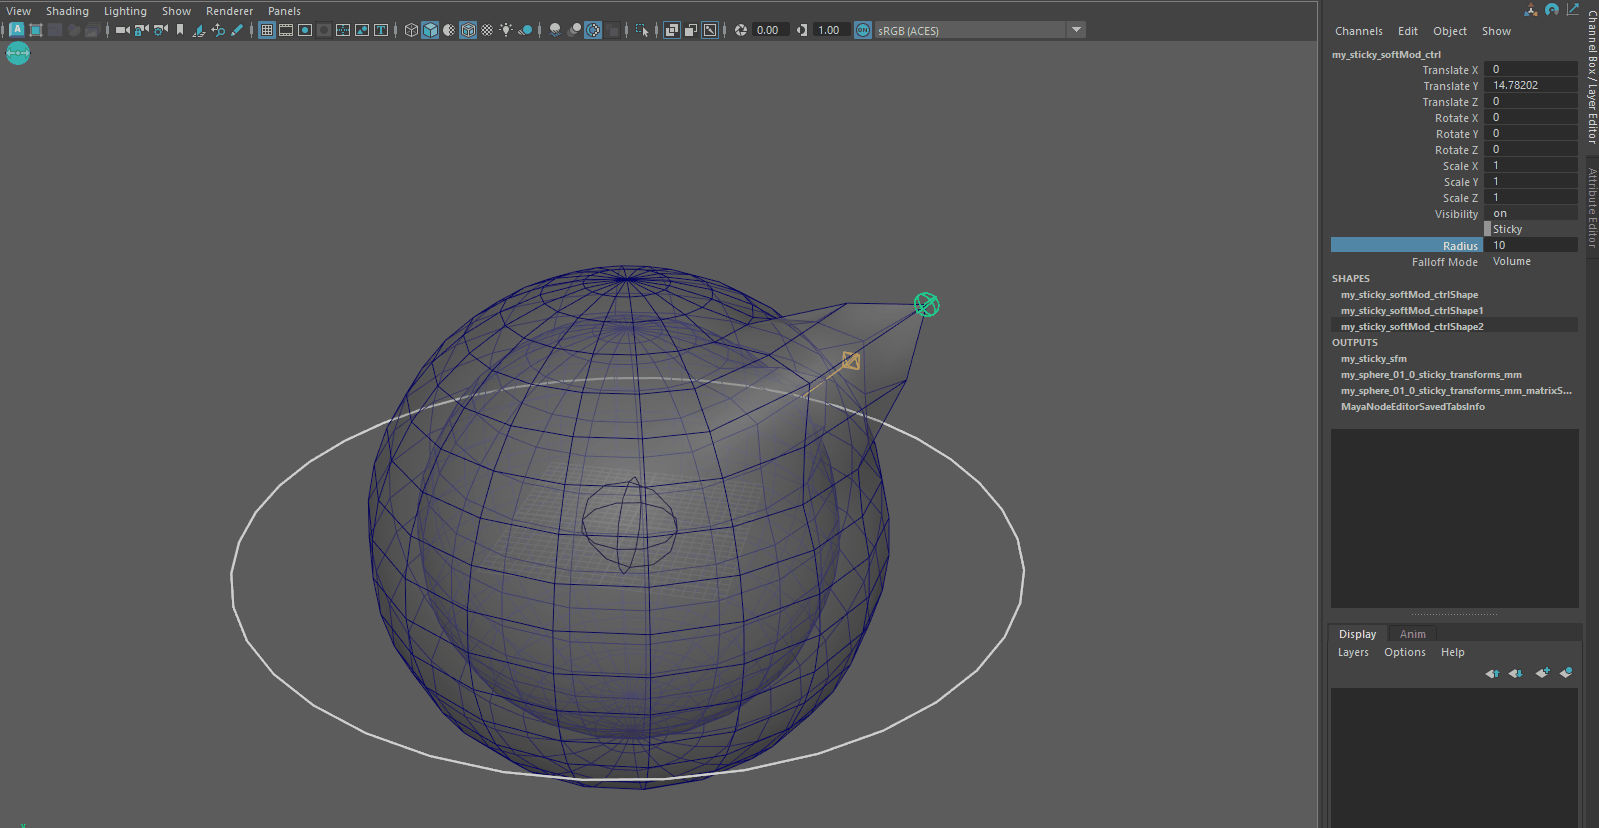 View Shading Lighting Show Renderer Panels
0.00 1.00 ON sRGB (ACES)
Channels Edit Object Show
my_sticky_softMod_ctrl
Translate X 0
Translate Y 14.78202
Translate Z 0
Rotate X 0
Rotate Y 0
Rotate Z 0
Scale X 1
Scale Y 1
Scale Z 1
Visibility on
Sticky
Radius 10
Falloff Mode Volume
SHAPES
my_sticky_softMod_ctrlShape
my_sticky_softMod_ctrlShape1
my_sticky_softMod_ctrlShape2
OUTPUTS
my_sticky_sfm
my_sphere_01_0_sticky_transforms_mm
my_sphere_01_0_sticky_transforms_mm_matrixS...
MayaNodeEditorSavedTabsInfo
Display Anim
Layers Options Help
Channel Box / Layer Editor
Attribute Editor
y